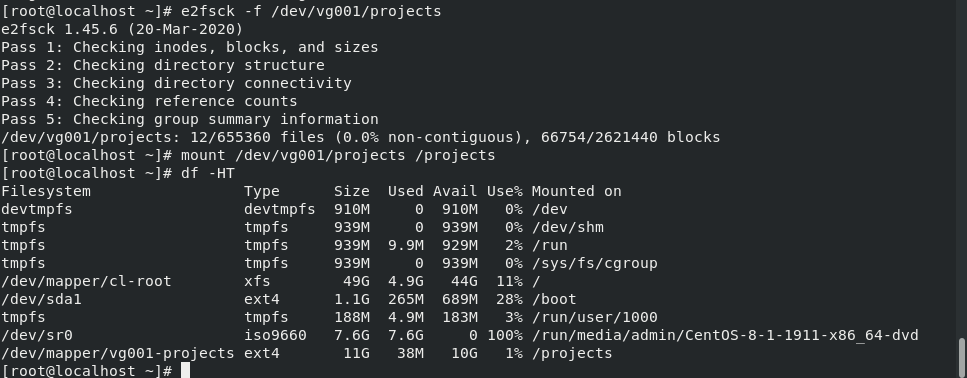 [root@localhost ~]# e2fsck -f /dev/vg001/projects
e2fsck 1.45.6 (20-Mar-2020)
Pass 1: Checking inodes, blocks, and sizes
Pass 2: Checking directory structure
Pass 3: Checking directory connectivity
Pass 4: Checking reference counts
Pass 5: Checking group summary information
/dev/vg001/projects: 12/655360 files (0.0% non-contiguous), 66754/2621440 blocks
[root@localhost ~]# mount /dev/vg001/projects /projects
[root@localhost ~]# df -HT
Filesystem                 Type      Size  Used Avail Use% Mounted on
devtmpfs                   devtmpfs  910M     0  910M   0% /dev
tmpfs                      tmpfs     939M     0  939M   0% /dev/shm
tmpfs                      tmpfs     939M  9.9M  929M   2% /run
tmpfs                      tmpfs     939M     0  939M   0% /sys/fs/cgroup
/dev/mapper/cl-root        xfs        49G  4.9G   44G  11% /
/dev/sda1                  ext4      1.1G  265M  689M  28% /boot
tmpfs                      tmpfs     188M  4.9M  183M   3% /run/user/1000
/dev/sr0                   iso9660   7.6G  7.6G     0 100% /run/media/admin/CentOS-8-1-1911-x86_64-dvd
/dev/mapper/vg001-projects ext4       11G   38M   10G   1% /projects
[root@localhost ~]#